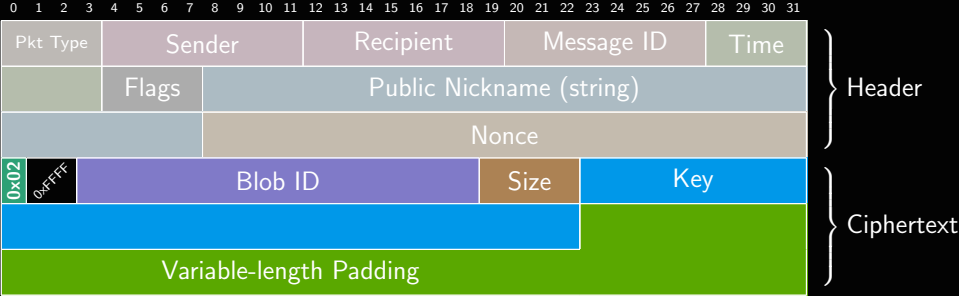 0 1 2 3 4 5 6 7 8 9 10 11 12 13 14 15 16 17 18 19 20 21 22 23 24 25 26 27 28 29 30 31
Pkt Type Sender Recipient Message ID Time
Flags Public Nickname (string)
Header
Nonce
0x02 0xFFFF Blob ID Size Key
Ciphertext
Variable-length Padding